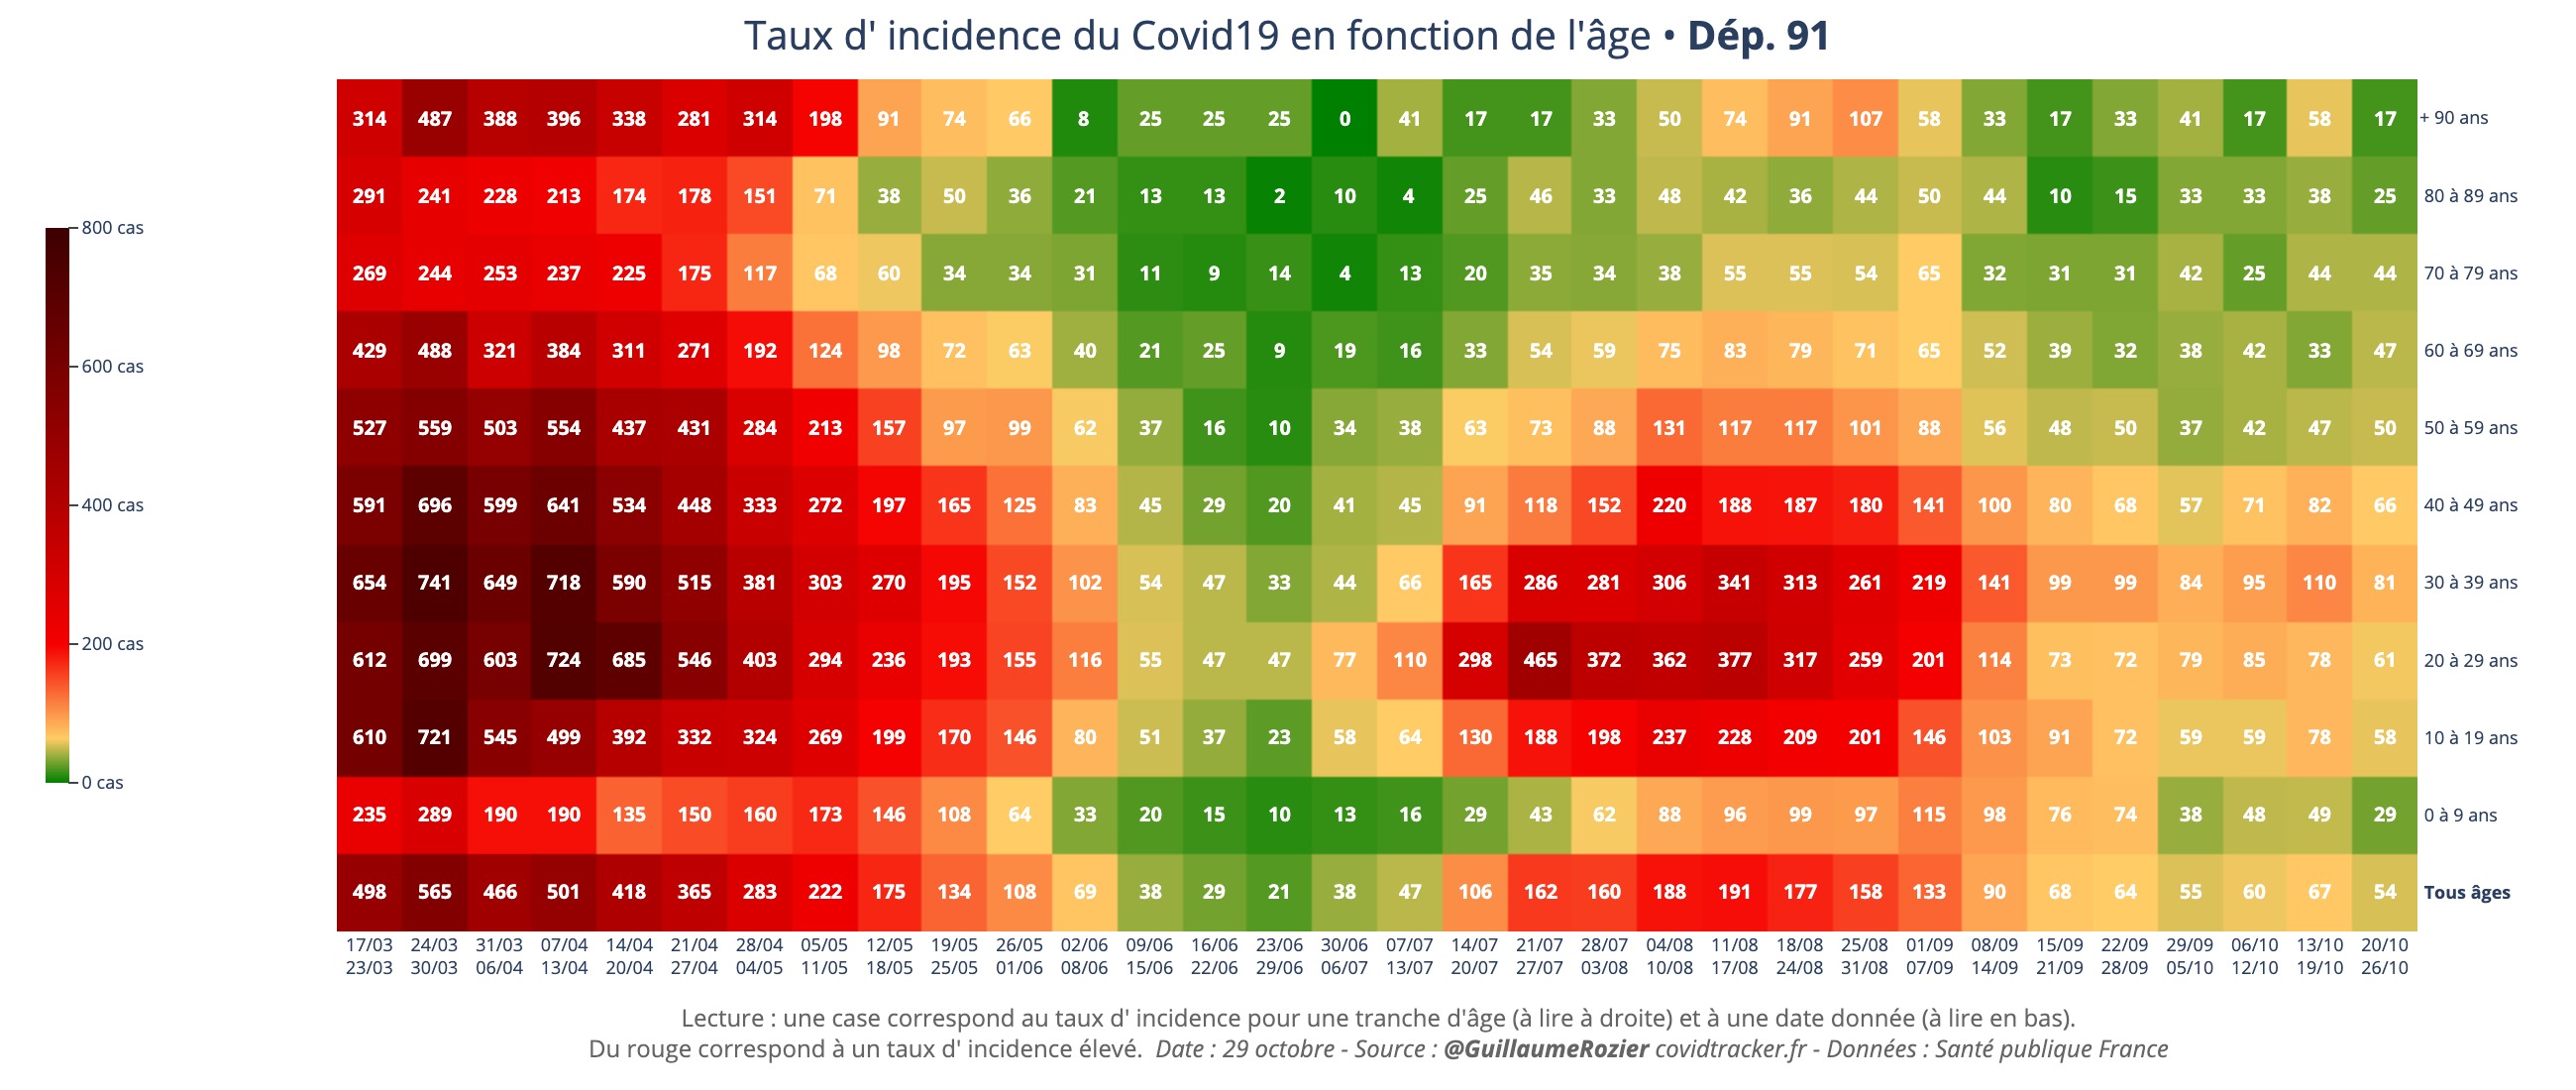 Taux d' incidence du Covid19 en fonction de l'âge • Dép. 91
800 cas
600 cas
400 cas
200 cas
0 cas
314 487 388 396 338 281 314 198 91 74 66 8 25 25 25 0 41 17 17 33 50 74 91 107 58 33 17 33 41 17 58 17 + 90 ans
291 241 228 213 174 178 151 71 38 50 36 21 13 13 2 10 4 25 46 33 48 42 36 44 50 44 10 15 33 33 38 25 80 à 89 ans
269 244 253 237 225 175 117 68 60 34 34 31 11 9 14 4 13 20 35 34 38 55 55 54 65 32 31 31 42 25 44 44 70 à 79 ans
429 488 321 384 311 271 192 124 98 72 63 40 21 25 9 19 16 33 54 59 75 83 79 71 65 52 39 32 38 42 33 47 60 à 69 ans
527 559 503 554 437 431 284 213 157 97 99 62 37 16 10 34 38 63 73 88 131 117 117 101 88 56 48 50 37 42 47 50 50 à 59 ans
591 696 599 641 534 448 333 272 197 165 125 83 45 29 20 41 45 91 118 152 220 188 187 180 141 100 80 68 57 71 82 66 40 à 49 ans
654 741 649 718 590 515 381 303 270 195 152 102 54 47 33 44 66 165 286 281 306 341 313 261 219 141 99 99 84 95 110 81 30 à 39 ans
612 699 603 724 685 546 403 294 236 193 155 116 55 47 47 77 110 298 465 372 362 377 317 259 201 114 73 72 79 85 78 61 20 à 29 ans
610 721 545 499 392 332 324 269 199 170 146 80 51 37 23 58 64 130 188 198 237 228 209 201 146 103 91 72 59 59 78 58 10 à 19 ans
235 289 190 190 135 150 160 173 146 108 64 33 20 15 10 13 16 29 43 62 88 96 99 97 115 98 76 74 38 48 49 29 0 à 9 ans
498 565 466 501 418 365 283 222 175 134 108 69 38 29 21 38 47 106 162 160 188 191 177 158 133 90 68 64 55 60 67 54 Tous âges
17/03 24/03 31/03 07/04 14/04 21/04 28/04 05/05 12/05 19/05 26/05 02/06 09/06 16/06 23/06 30/06 07/07 14/07 21/07 28/07 04/08 11/08 18/08 25/08 01/09 08/09 15/09 22/09 29/09 06/10 13/10 20/10
23/03 30/03 06/04 13/04 20/04 27/04 04/05 11/05 18/05 25/05 01/06 08/06 15/06 22/06 29/06 06/07 13/07 20/07 27/07 03/08 10/08 17/08 24/08 31/08 07/09 14/09 21/09 28/09 05/10 12/10 19/10 26/10
Lecture : une case correspond au taux d' incidence pour une tranche d'âge (à lire à droite) et à une date donnée (à lire en bas).
Du rouge correspond à un taux d' incidence élevé. Date : 29 octobre - Source : @GuillaumeRozier covidtracker.fr - Données : Santé publique France